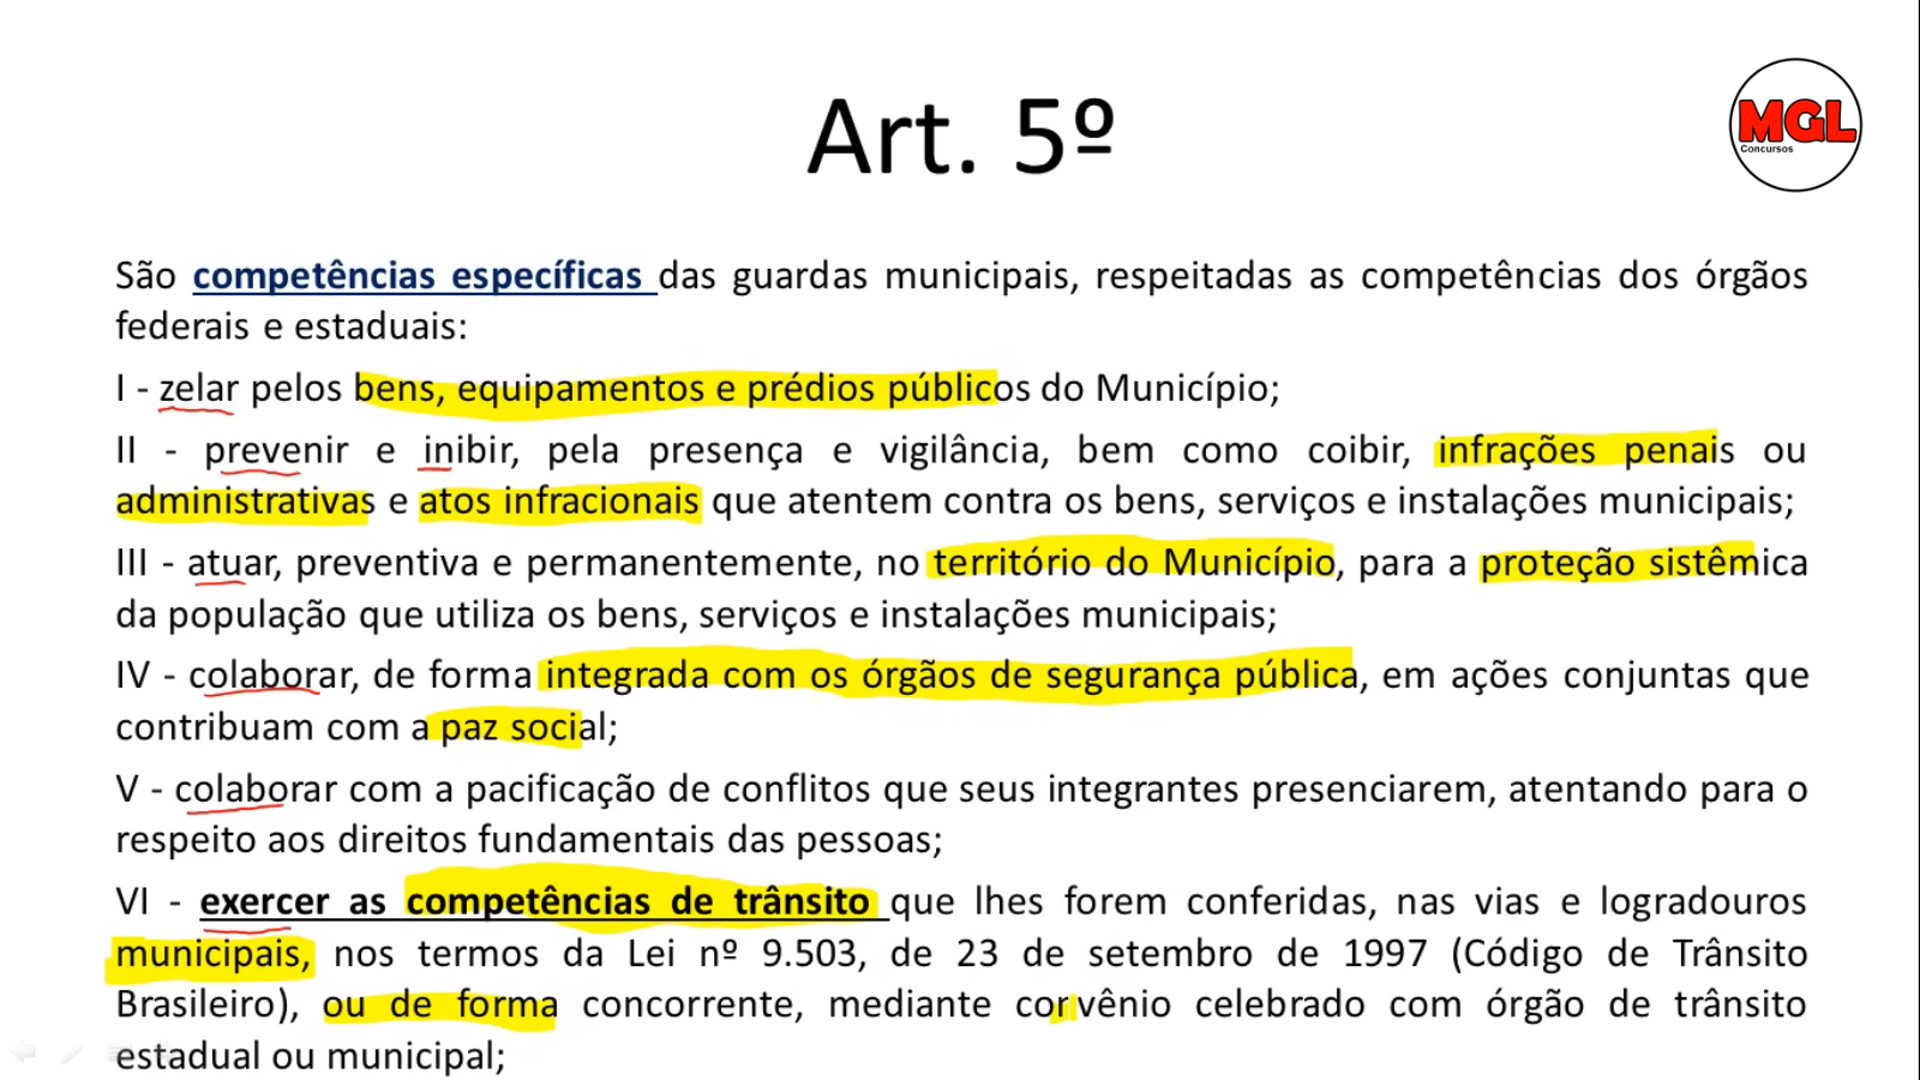 Art. 5º
MGL
Concursos
São competências específicas das guardas municipais, respeitadas as competências dos órgãos
federais e estaduais:
I - zelar pelos bens, equipamentos e prédios públicos do Município;
II - prevenir e inibir, pela presença e vigilância, bem como coibir, infrações penais ou
administrativas e atos infracionais que atentem contra os bens, serviços e instalações municipais;
III - atuar, preventiva e permanentemente, no território do Município, para a proteção sistêmica
da população que utiliza os bens, serviços e instalações municipais;
IV - colaborar, de forma integrada com os órgãos de segurança pública, em ações conjuntas que
contribuam com a paz social;
V - colaborar com a pacificação de conflitos que seus integrantes presenciarem, atentando para o
respeito aos direitos fundamentais das pessoas;
VI - exercer as competências de trânsito que lhes forem conferidas, nas vias e logradouros
municipais, nos termos da Lei nº 9.503, de 23 de setembro de 1997 (Código de Trânsito
Brasileiro), ou de forma concorrente, mediante convênio celebrado com órgão de trânsito
estadual ou municipal;